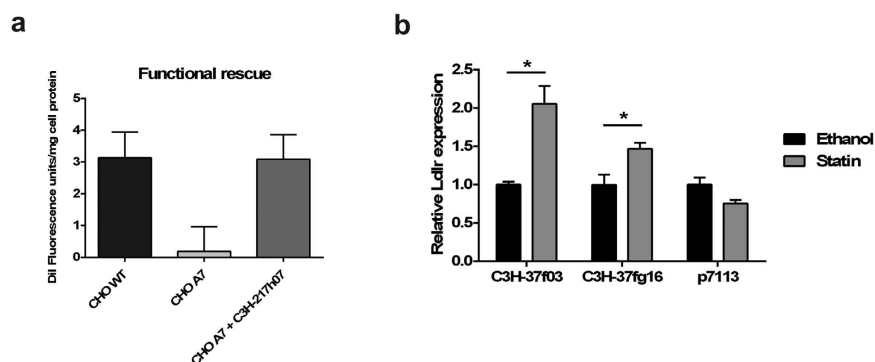 a
Functional rescue
DiI Fluorescence units/mg cell protein
5
4
3
2
1
0
CHO WT
CHO A7
CHO A7 + C3H-217h07
b
Relative Ldlr expression
2.5
2.0
1.5
1.0
0.5
0.0
*
*
C3H-37f03
C3H-37fg16
p7113
Ethanol
Statin